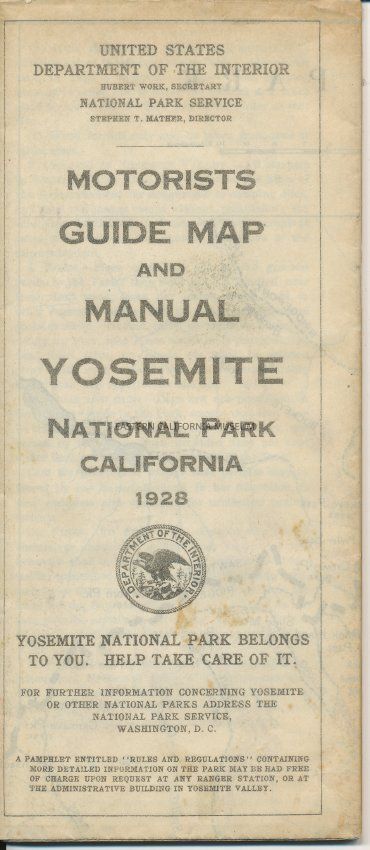 UNITED STATES
DEPARTMENT OF THE INTERIOR
HUBERT WORK, SECRETARY
NATIONAL PARK SERVICE
STEPHEN T. MATHER, DIRECTOR
MOTORISTS
GUIDE MAP
AND
MANUAL
YOSEMITE
NATIONAL PARK
EASTERN CALIFORNIA MUSEUM
CALIFORNIA
1928
DEPARTMENT OF THE INTERIOR
YOSEMITE NATIONAL PARK BELONGS
TO YOU. HELP TAKE CARE OF IT.
FOR FURTHER INFORMATION CONCERNING YOSEMITE
OR OTHER NATIONAL PARKS ADDRESS THE
NATIONAL PARK SERVICE,
WASHINGTON, D. C.
A PAMPHLET ENTITLED "RULES AND REGULATIONS" CONTAINING
MORE DETAILED INFORMATION ON THE PARK MAY BE HAD FREE
OF CHARGE UPON REQUEST AT ANY RANGER STATION, OR AT
THE ADMINISTRATIVE BUILDING IN YOSEMITE VALLEY.